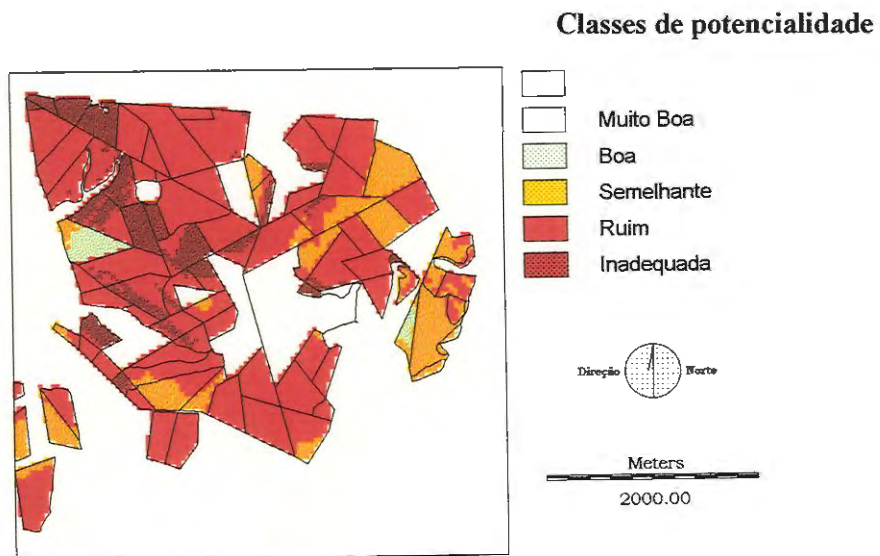 Classes de potencialidade
Muito Boa
Boa
Semelhante
Ruim
Inadequada
Direção Norte
Meters
2000.00